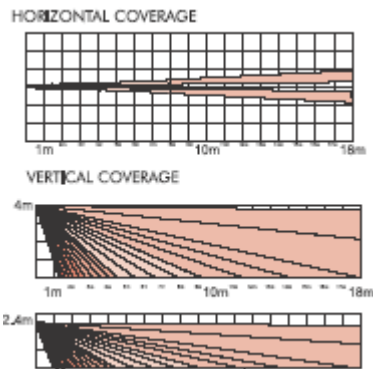 HORIZONTAL COVERAGE
1m 10m 18m
VERTICAL COVERAGE
4m
1m 10m 18m
2.4m